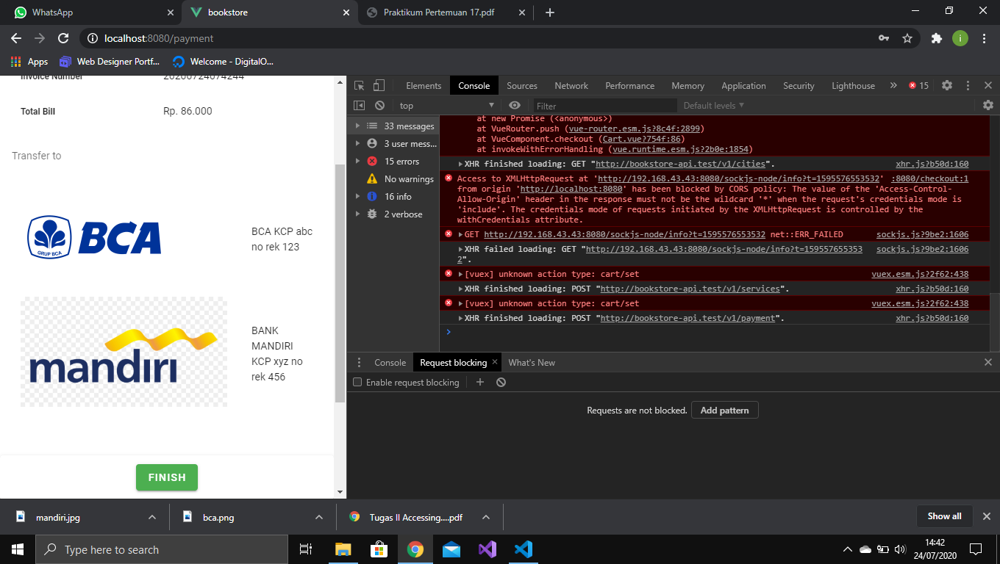 WhatsApp
bookstore
Praktikum Pertemuan 17.pdf
localhost:8080/payment
i
Apps
Web Designer Portf...
Welcome - DigitalO...
Invoice Number
20200724074244
Total Bill
Rp. 86.000
Transfer to
GRUP BCA
BCA
BCA KCP abc
no rek 123
mandırı
BANK
MANDIRI
KCP xyz no
rek 456
FINISH
Elements
Console
Sources
Network
Performance
Memory
Application
Security
Lighthouse
»
15
top
Filter
Default levels
33 messages
3 user mess...
15 errors
No warnings
16 info
2 verbose
at new Promise (<anonymous>)
at VueRouter.push (vue-router.esm.js?8c4f:2899)
at VueComponent.checkout (Cart.vue?754f:86)
at invokeWithErrorHandling (vue.runtime.esm.js?2b0e:1854)
XHR finished loading: GET "http://bookstore-api.test/v1/cities". xhr.js?b50d:160
Access to XMLHttpRequest at 'http://192.168.43.43:8080/sockjs-node/info?t=1595576553532' :8080/checkout:1
from origin 'http://localhost:8080' has been blocked by CORS policy: The value of the 'Access-Control-
Allow-Origin' header in the response must not be the wildcard '*' when the request's credentials mode is
'include'. The credentials mode of requests initiated by the XMLHttpRequest is controlled by the
withCredentials attribute.
GET http://192.168.43.43:8080/sockjs-node/info?t=1595576553532 net::ERR_FAILED sockjs.js?9be2:1606
XHR failed loading: GET "http://192.168.43.43:8080/sockjs-node/info?t=159557655353 sockjs.js?9be2:1606
2".
[vuex] unknown action type: cart/set vuex.esm.js?2f62:438
XHR finished loading: POST "http://bookstore-api.test/v1/services". xhr.js?b50d:160
[vuex] unknown action type: cart/set vuex.esm.js?2f62:438
XHR finished loading: POST "http://bookstore-api.test/v1/payment". xhr.js?b50d:160
Console
Request blocking
What's New
Enable request blocking
Requests are not blocked.
Add pattern
mandiri.jpg
bca.png
Tugas II Accessing....pdf
Show all
Type here to search
14:42
24/07/2020